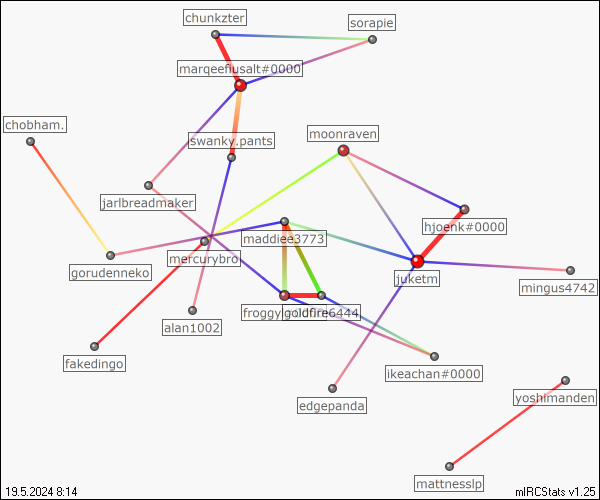 chunkzter
sorapie
marqeeflusalt#0000
chobham.
moonraven
swanky.pants
jarlbreadmaker
hjoenk#0000
maddiee3773
mercurybro
gorudenneko
juketm
mingus4742
froggy
goldfire6444
alan1002
fakedingo
ikeachan#0000
yoshimanden
edgepanda
mattnesslp
19.5.2024 8:14
mIRCStats v1.25